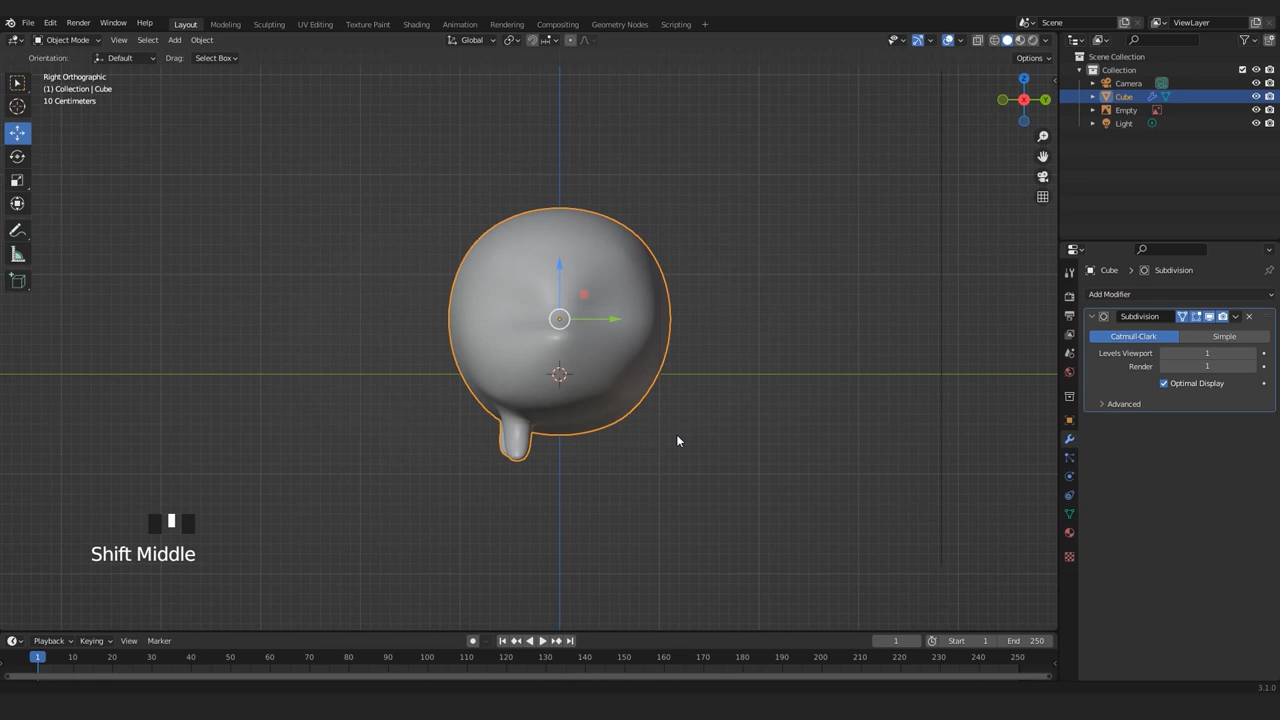 File Edit Render Window Help Layout Modeling Sculpting UV Editing Texture Paint Shading Animation Rendering Compositing Geometry Nodes Scripting + Scene ViewLayer
Object Mode View Select Add Object Global
Orientation: Default Drag: Select Box Options
Right Orthographic
(1) Collection | Cube
10 Centimeters
Z
X
Y
Scene Collection
Collection
Camera
Cube
Empty
Light
Cube Subdivision
Add Modifier
Subdivision
Catmull-Clark Simple
Levels Viewport 1
Render 1
Optimal Display
Advanced
Shift Middle
Playback Keying View Marker 1 Start 1 End 250
1 10 20 30 40 50 60 70 80 90 100 110 120 130 140 150 160 170 180 190 200 210 220 230 240 250
3.1.0